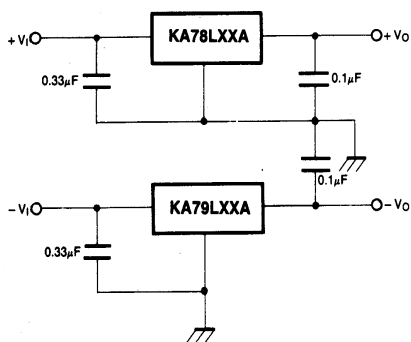 +VI
KA78LXXA
+VO
0.33μF
0.1μF
0.1μF
-VI
KA79LXXA
-VO
0.33μF